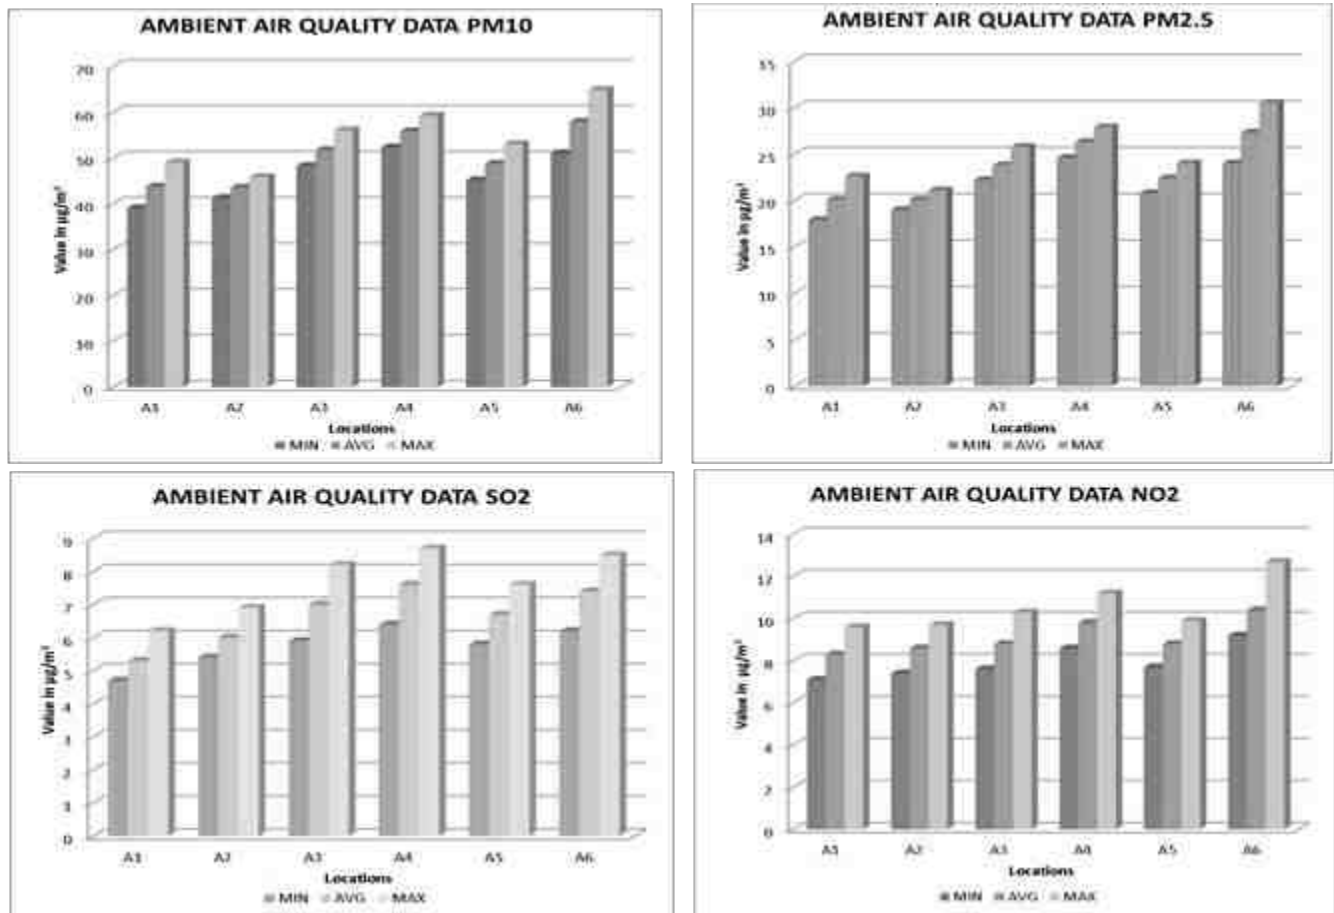 AMBIENT AIR QUALITY DATA PM10
70
60
50
40
30
20
10
0
Value in µg/m³
A1 A2 A3 A4 A5 A6
Locations
MIN AVG MAX
AMBIENT AIR QUALITY DATA PM2.5
35
30
25
20
15
10
5
0
Value in µg/m³
A1 A2 A3 A4 A5 A6
Locations
MIN AVG MAX
AMBIENT AIR QUALITY DATA SO2
9
8
7
6
5
4
3
2
1
0
Value in µg/m³
A1 A2 A3 A4 A5 A6
Locations
MIN AVG MAX
AMBIENT AIR QUALITY DATA NO2
14
12
10
8
6
4
2
0
Value in µg/m³
A1 A2 A3 A4 A5 A6
Locations
MIN AVG MAX